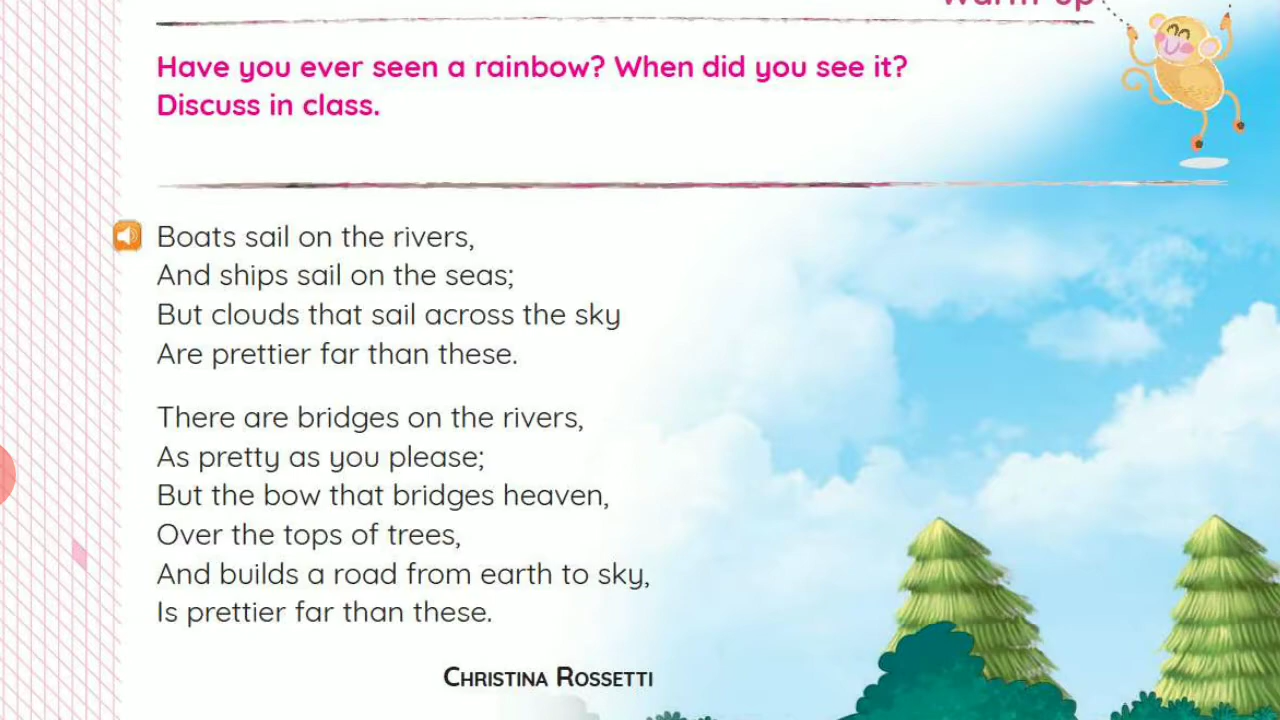 Warm-up
Have you ever seen a rainbow? When did you see it?
Discuss in class.
Boats sail on the rivers,
And ships sail on the seas;
But clouds that sail across the sky
Are prettier far than these.
There are bridges on the rivers,
As pretty as you please;
But the bow that bridges heaven,
Over the tops of trees,
And builds a road from earth to sky,
Is prettier far than these.
CHRISTINA ROSSETTI